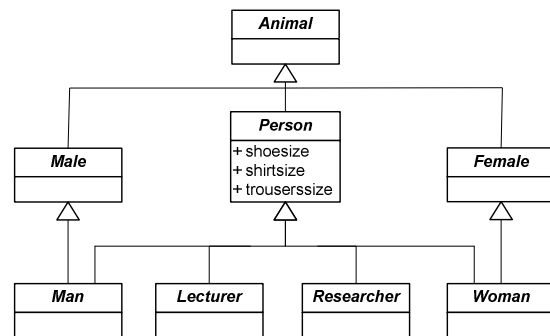 Animal
Person
+ shoesize
+ shirtsize
+ trouserssize
Male
Female
Man
Lecturer
Researcher
Woman